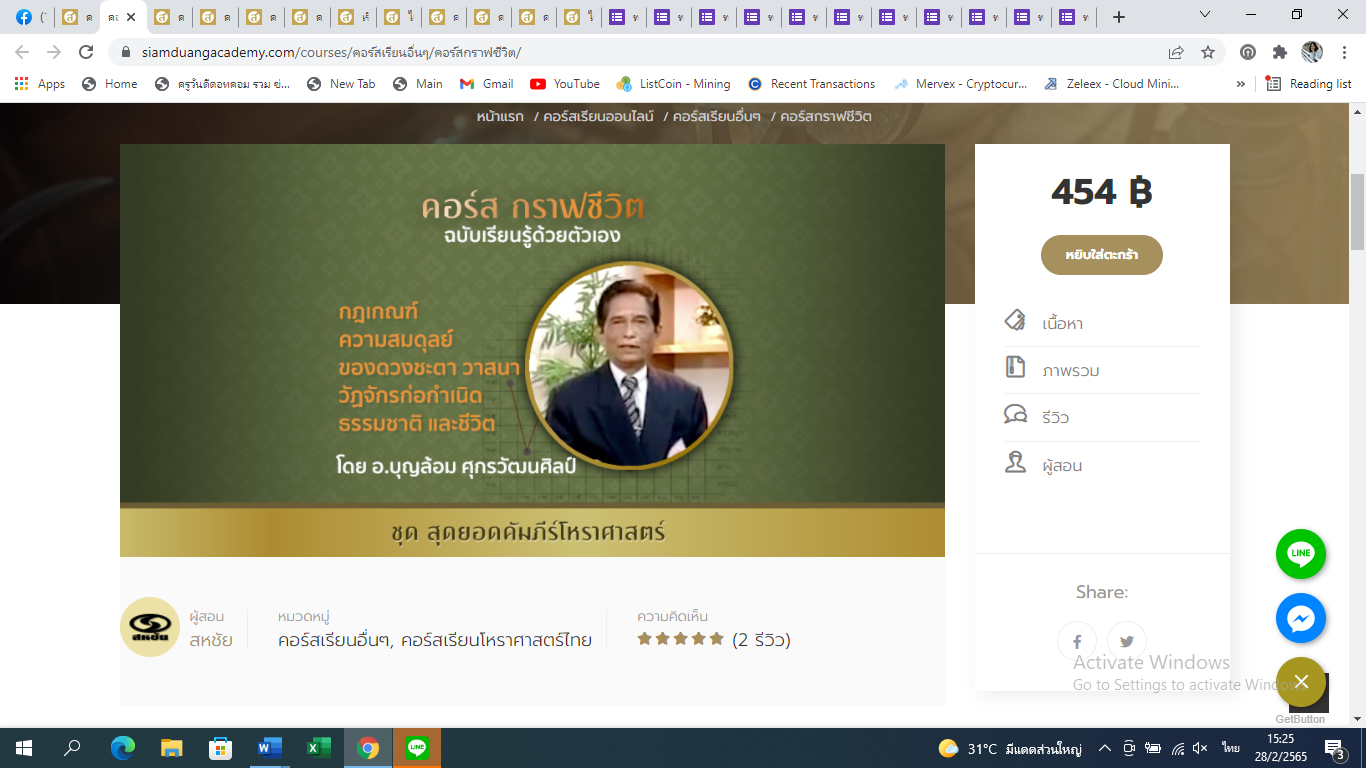 siamduangacademy.com/courses/คอร์สเรียนอื่นๆ/คอร์สกราฟชีวิต/
Apps
Home
ดรุวันดีดอทคอม รวม ข่...
New Tab
Main
Gmail
YouTube
ListCoin - Mining
Recent Transactions
Mervex - Cryptocur...
Zeleex - Cloud Mini...
»
Reading list
หน้าแรก / คอร์สเรียนออนไลน์ / คอร์สเรียนอื่นๆ / คอร์สกราฟชีวิต
คอร์ส กราฟชีวิต
ฉบับเรียนรู้ด้วยตัวเอง
กฎเกณฑ์
ความสมดุลย์
ของดวงชะตา วาสนา
วัฏจักรก่อกำเนิด
ธรรมชาติ และชีวิต
โดย อ.บุญล้อม ศุกรวัฒนศิลป์
ชุด สุดยอดคัมภีร์โหราศาสตร์
454 ฿
หยิบใส่ตะกร้า
เนื้อหา
ภาพรวม
รีวิว
ผู้สอน
Share:
สหชัย
ผู้สอน
สหชัย
หมวดหมู่
คอร์สเรียนอื่นๆ, คอร์สเรียนโหราศาสตร์ไทย
ความคิดเห็น
(2 รีวิว)
LINE
Activate Windows
Go to Settings to activate Windows.
GetButton
31°C มีแดดส่วนใหญ่
ไทย
15:25
28/2/2565
3